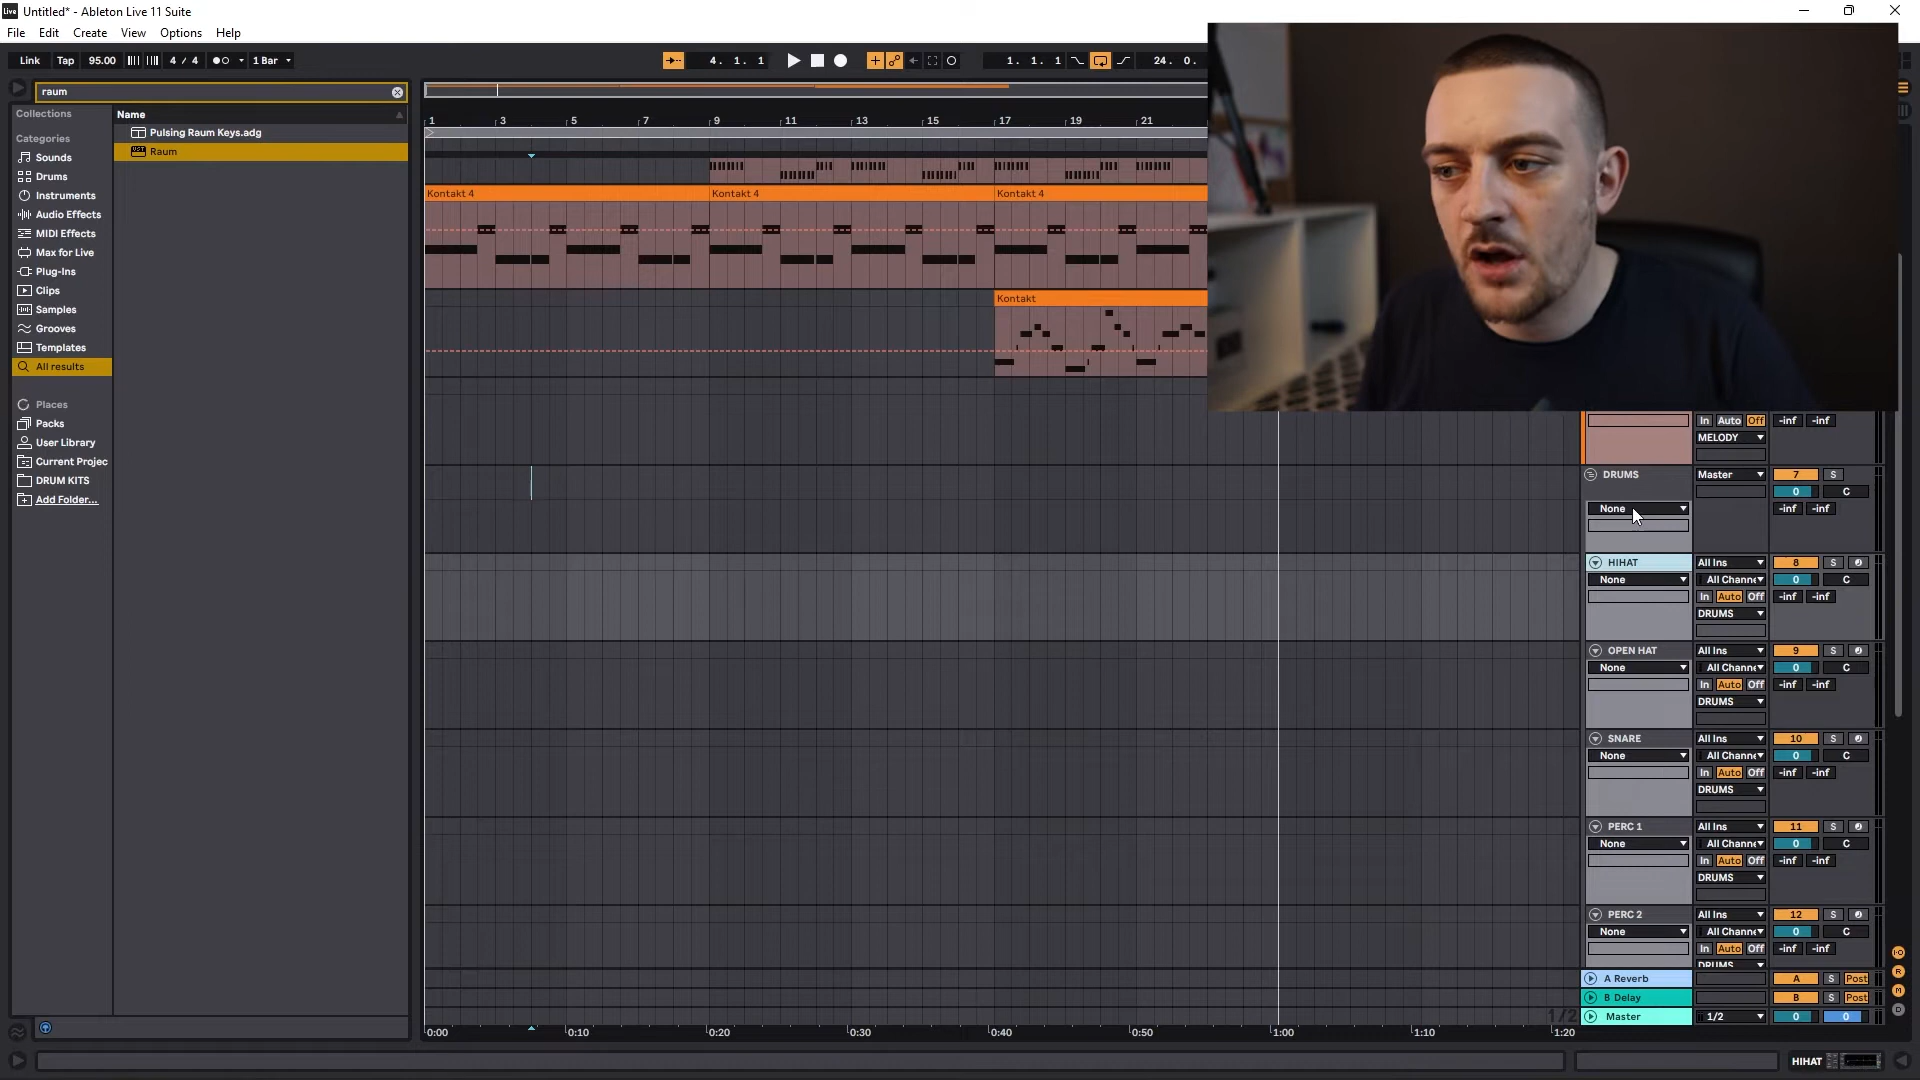 Untitled* - Ableton Live 11 Suite
File Edit Create View Options Help
Link Tap 95.00 4 / 4 1 Bar 4. 1. 1 1. 1. 1 24. 0.
raum
Collections
Categories
Sounds
Drums
Instruments
Audio Effects
MIDI Effects
Max for Live
Plug-Ins
Clips
Samples
Grooves
Templates
All results
Places
Packs
User Library
Current Projec
DRUM KITS
Add Folder...
Name
Pulsing Raum Keys.adg
Raum
1 3 5 7 9 11 13 15 17 19 21
Kontakt 4 Kontakt 4 Kontakt 4
Kontakt
In Auto Off -inf -inf
MELODY
DRUMS Master 7 S
0 C
None -inf -inf
HIHAT All Ins 8 S
None All Channe 0 C
In Auto Off -inf -inf
DRUMS
OPEN HAT All Ins 9 S
None All Channe 0 C
In Auto Off -inf -inf
DRUMS
SNARE All Ins 10 S
None All Channe 0 C
In Auto Off -inf -inf
DRUMS
PERC 1 All Ins 11 S
None All Channe 0 C
In Auto Off -inf -inf
DRUMS
PERC 2 All Ins 12 S
None All Channe 0 C
In Auto Off -inf -inf
DRUMS
A Reverb A S Post
B Delay B S Post
1/2 Master 1/2 0 0
0:00 0:10 0:20 0:30 0:40 0:50 1:00 1:10 1:20
HIHAT